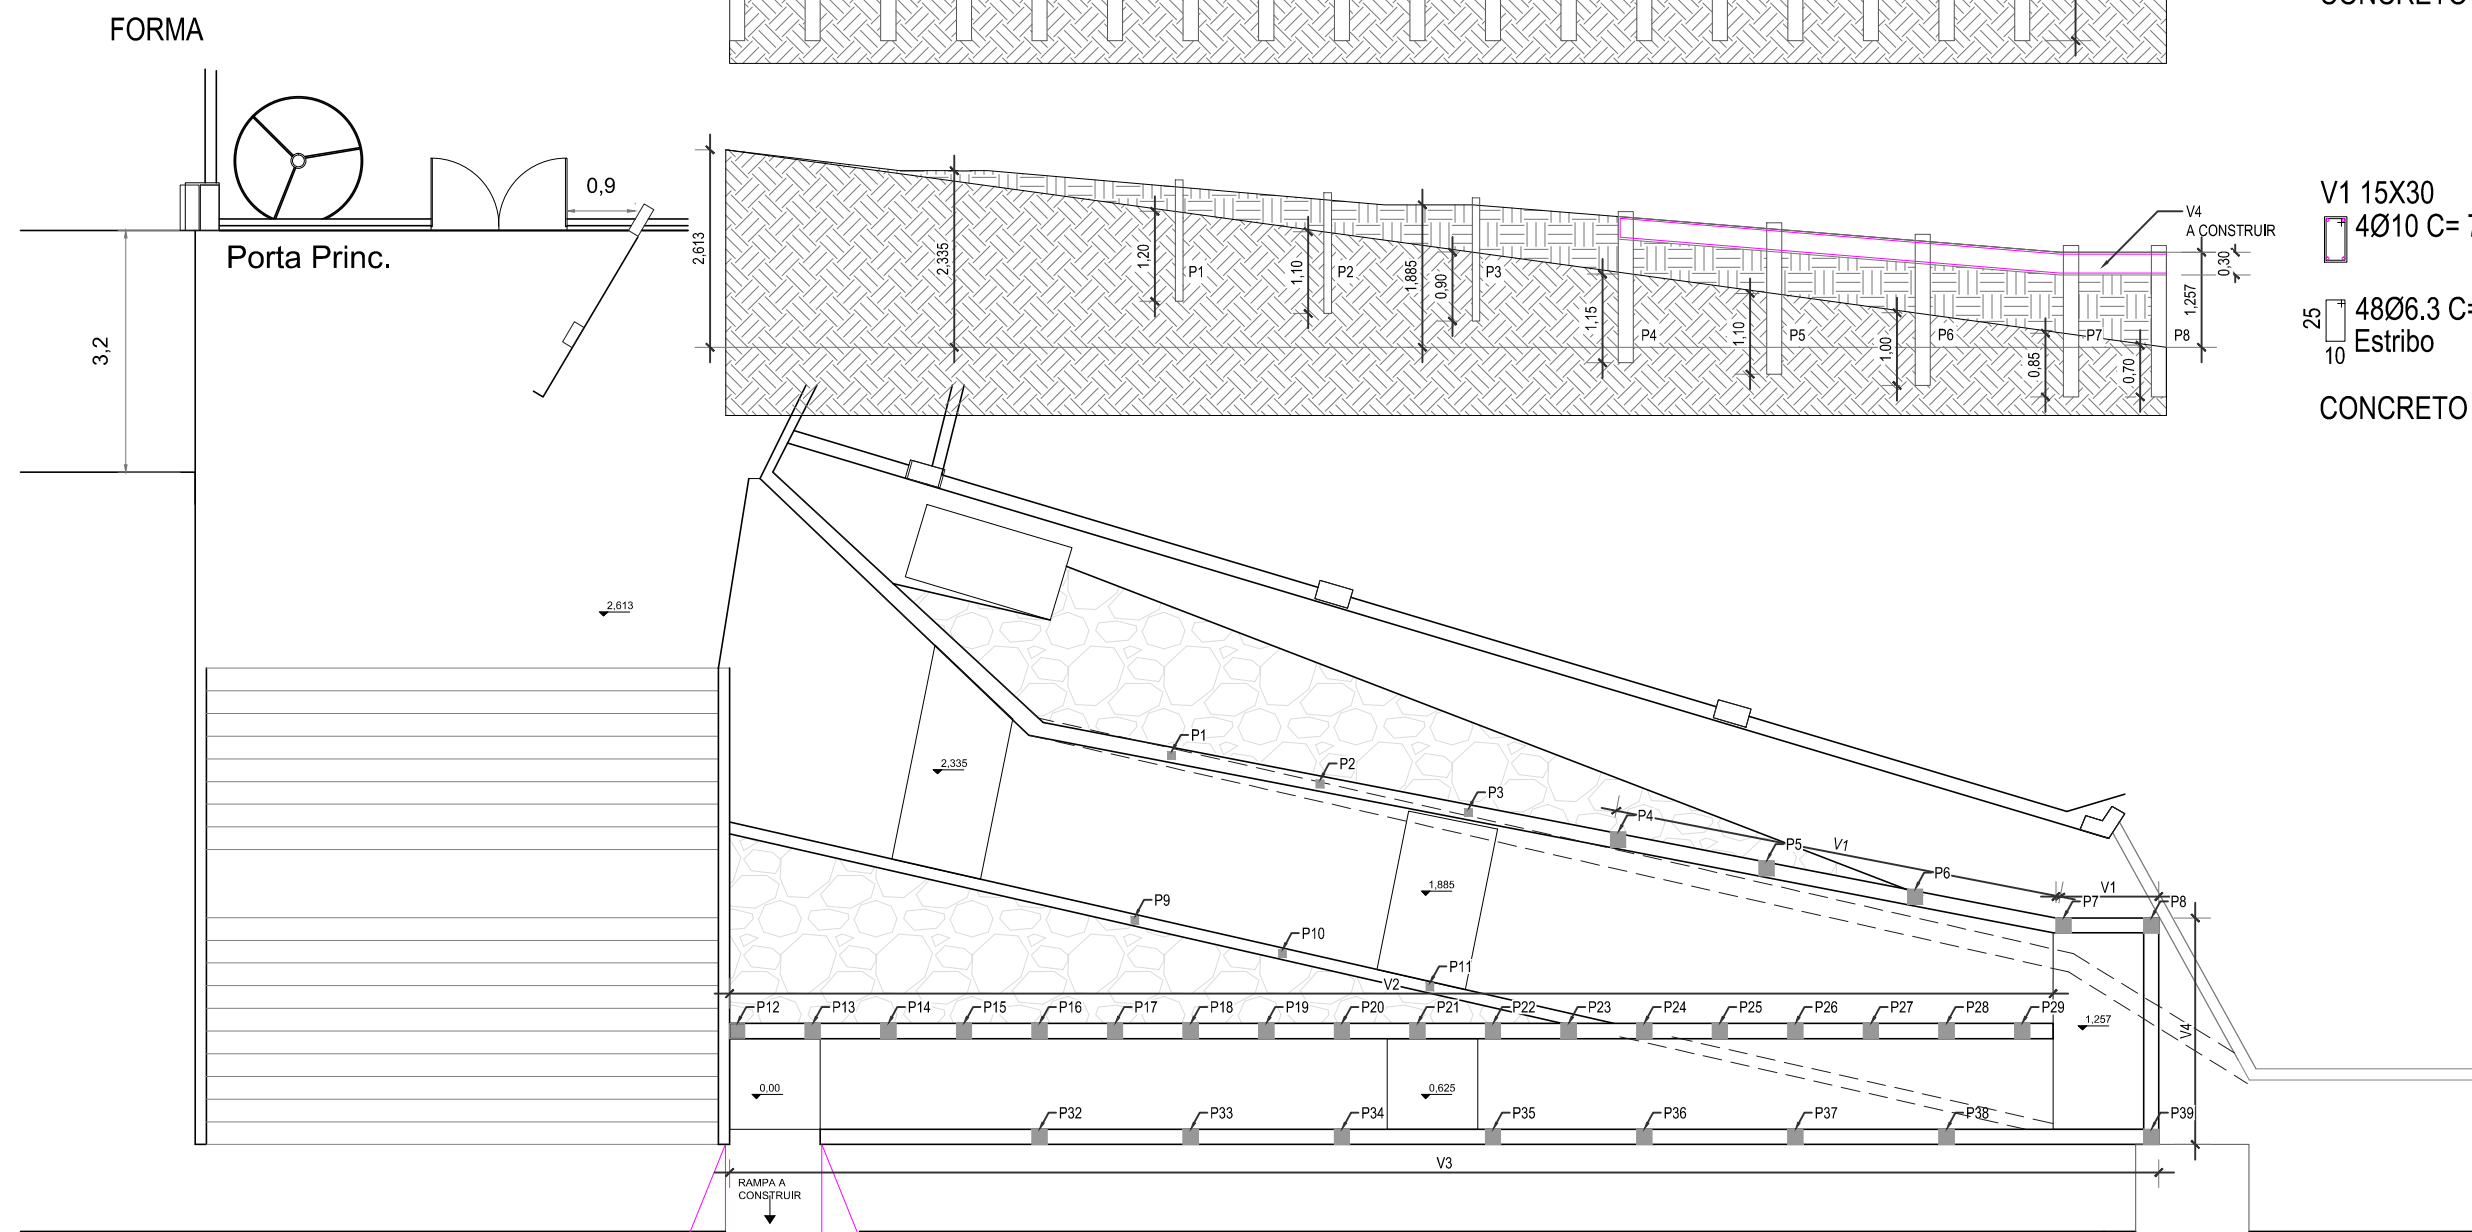 CONCRETO
FORMA
0,9
Porta Princ.
3,2
2,613
2,335
1,20
P1
1,10
P2
1,885
0,90
P3
1,15
P4
1,10
P5
1,00
P6
0,85
P7
0,70
P8
1,257
0,30
V4
A CONSTRUIR
V1 15X30
4Ø10 C= 7
25
10
48Ø6.3 C=
Estribo
CONCRETO
2,613
2,335
P1
P2
P3
P4
P5
V1
P6
1,885
V1
P7
P8
P9
P10
P11
V2
P12
P13
P14
P15
P16
P17
P18
P19
P20
P21
P22
P23
P24
P25
P26
P27
P28
P29
1,257
V4
0,00
0,625
P32
P33
P34
P35
P36
P37
P38
P39
V3
RAMPA A
CONSTRUIR